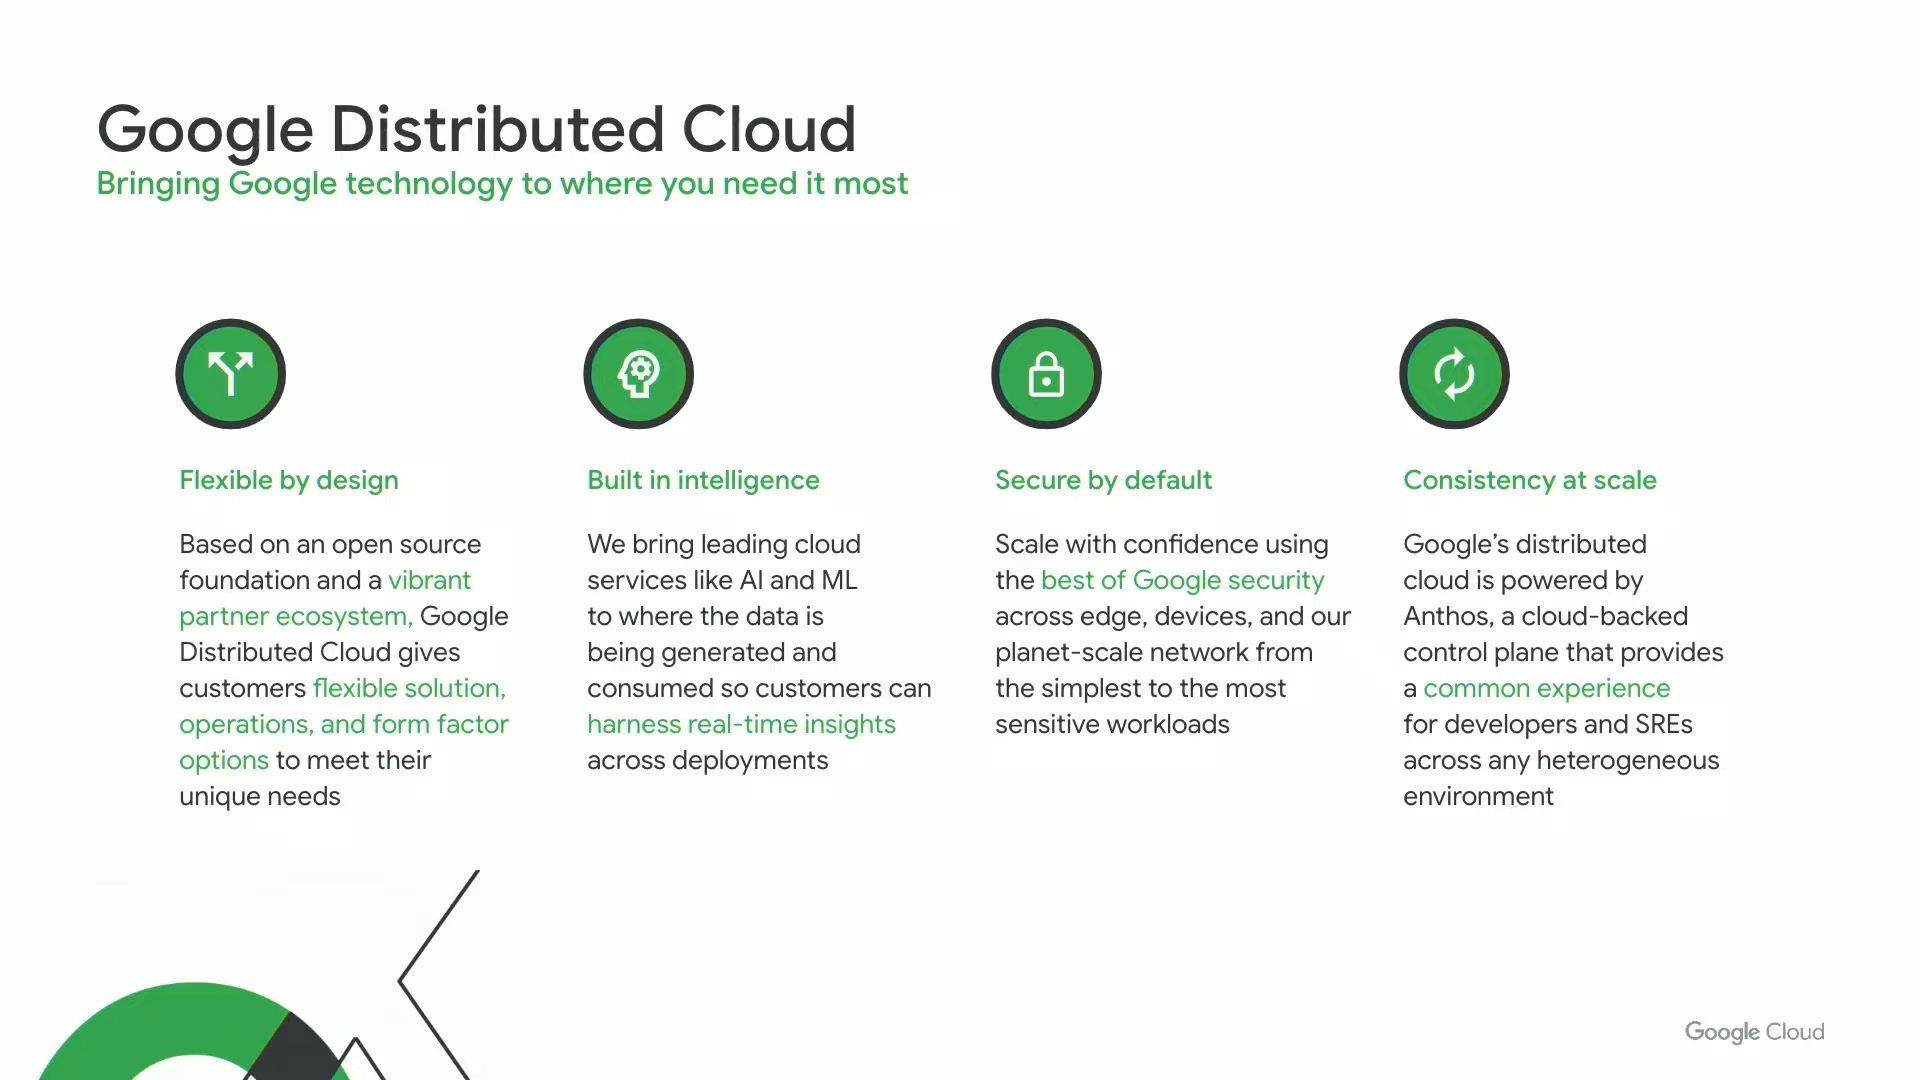 Google Distributed Cloud
Bringing Google technology to where you need it most
Flexible by design
Based on an open source
foundation and a vibrant
partner ecosystem, Google
Distributed Cloud gives
customers flexible solution,
operations, and form factor
options to meet their
unique needs
Built in intelligence
We bring leading cloud
services like AI and ML
to where the data is
being generated and
consumed so customers can
harness real-time insights
across deployments
Secure by default
Scale with confidence using
the best of Google security
across edge, devices, and our
planet-scale network from
the simplest to the most
sensitive workloads
Consistency at scale
Google’s distributed
cloud is powered by
Anthos, a cloud-backed
control plane that provides
a common experience
for developers and SREs
across any heterogeneous
environment
Google Cloud